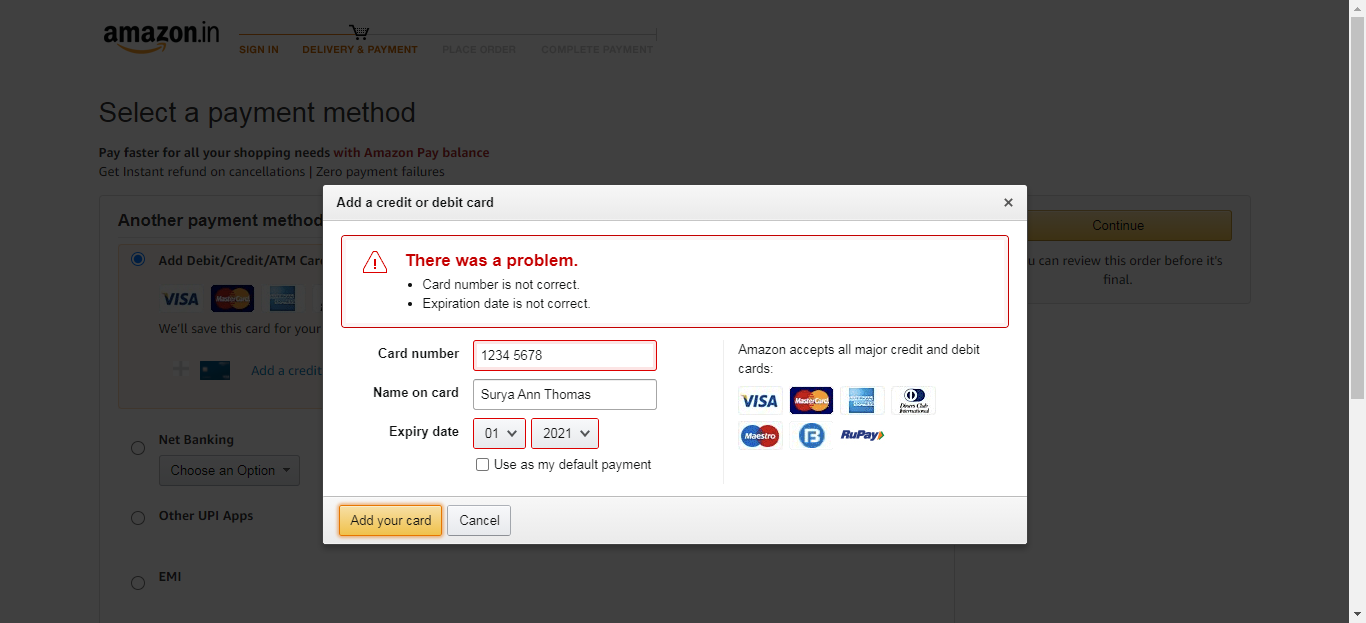 amazon.in
SIGN IN DELIVERY & PAYMENT PLACE ORDER COMPLETE PAYMENT
Select a payment method
Pay faster for all your shopping needs with Amazon Pay balance
Get Instant refund on cancellations | Zero payment failures
Another payment method
Add Debit/Credit/ATM Car
VISA MasterCard AMERICAN EXPRESS
We'll save this card for your
Add a credit
Net Banking
Choose an Option
Other UPI Apps
EMI
Continue
u can review this order before it's
final.
Add a credit or debit card
There was a problem.
Card number is not correct.
Expiration date is not correct.
Card number 1234 5678
Name on card Surya Ann Thomas
Expiry date 01 2021
Use as my default payment
Amazon accepts all major credit and debit
cards:
VISA MasterCard AMERICAN EXPRESS Diners Club International
Maestro B RuPay
Add your card Cancel